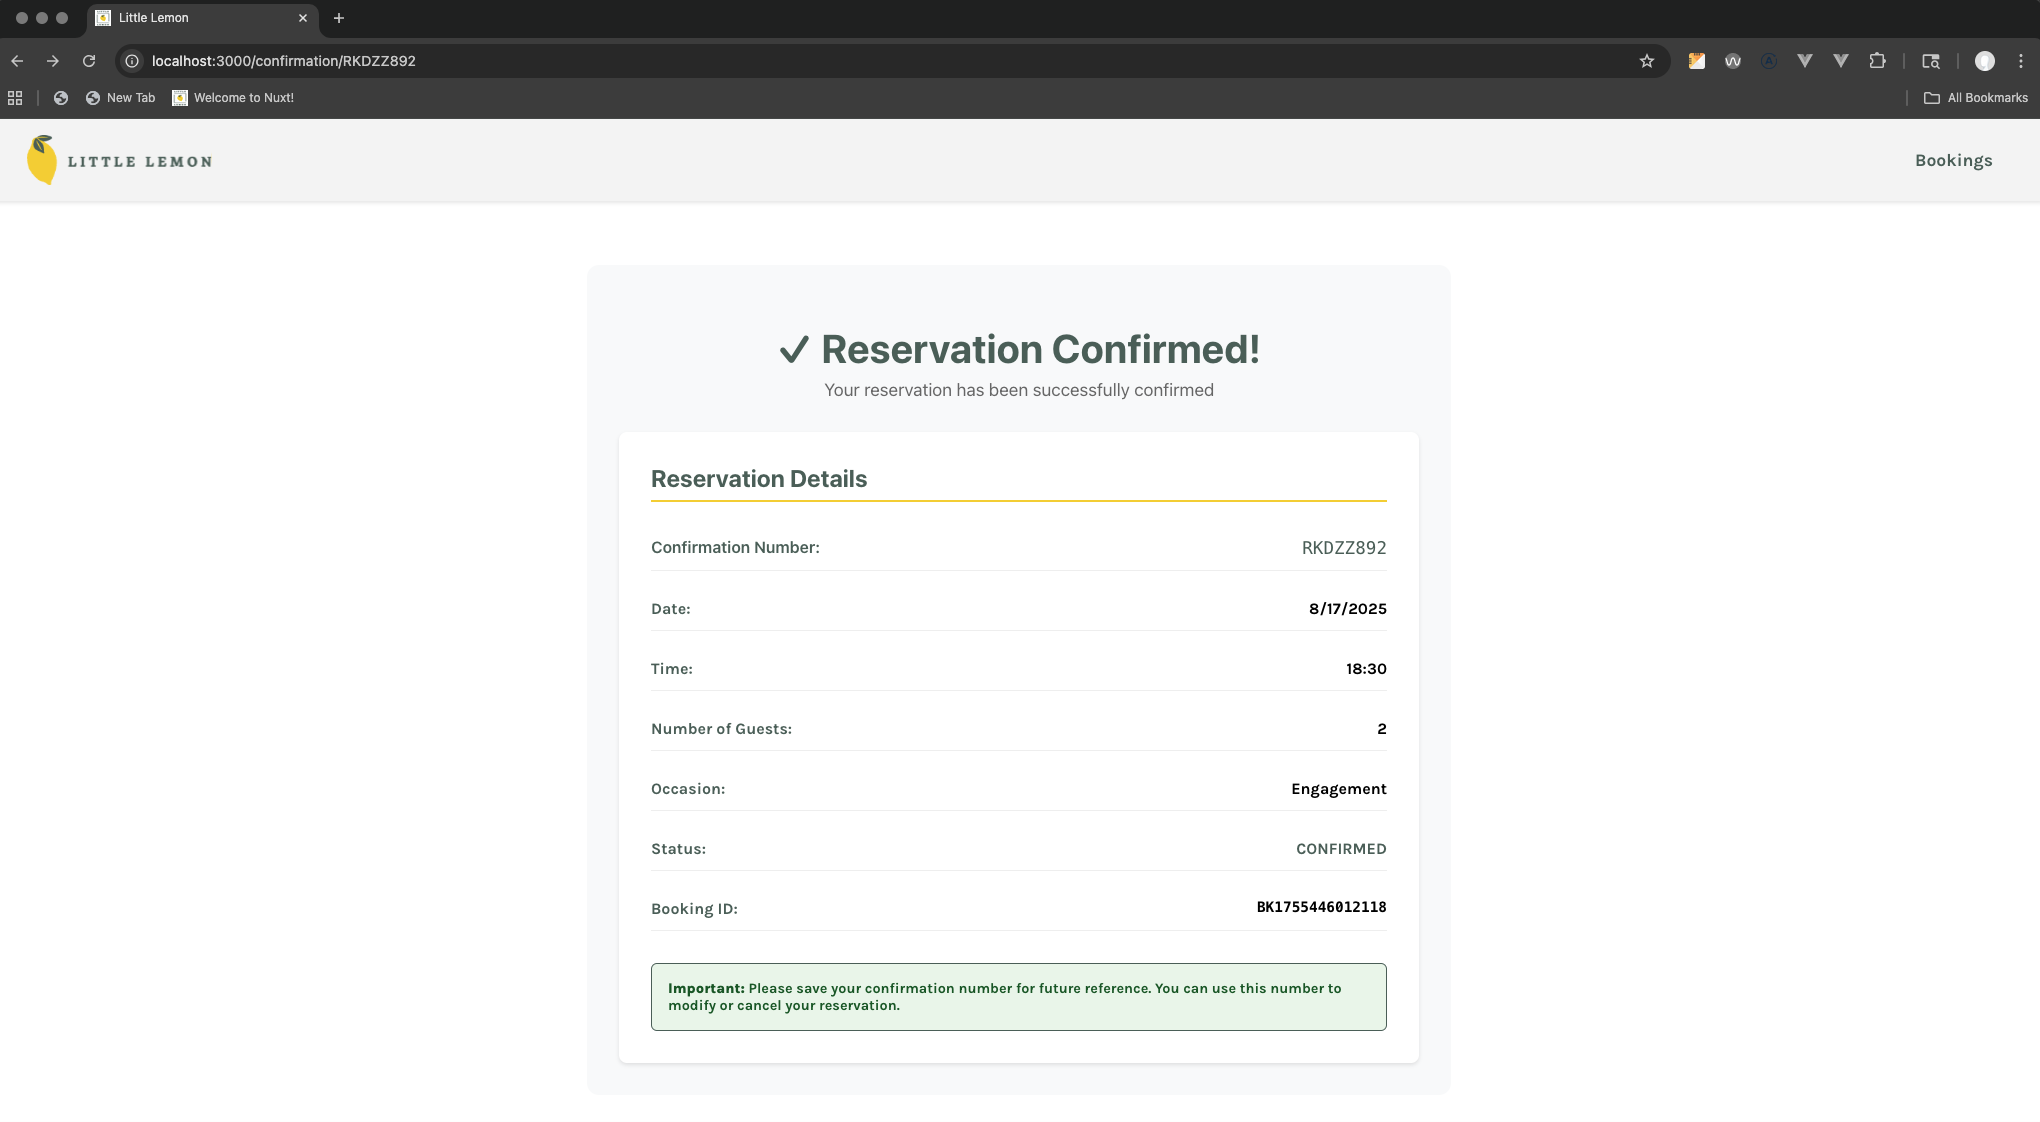 Little Lemon
localhost:3000/confirmation/RKDZZ892
New Tab
Welcome to Nuxt!
All Bookmarks
LITTLE LEMON
Bookings
✓ Reservation Confirmed!
Your reservation has been successfully confirmed
Reservation Details
Confirmation Number: RKDZZ892
Date: 8/17/2025
Time: 18:30
Number of Guests: 2
Occasion: Engagement
Status: CONFIRMED
Booking ID: BK1755446012118
Important: Please save your confirmation number for future reference. You can use this number to
modify or cancel your reservation.